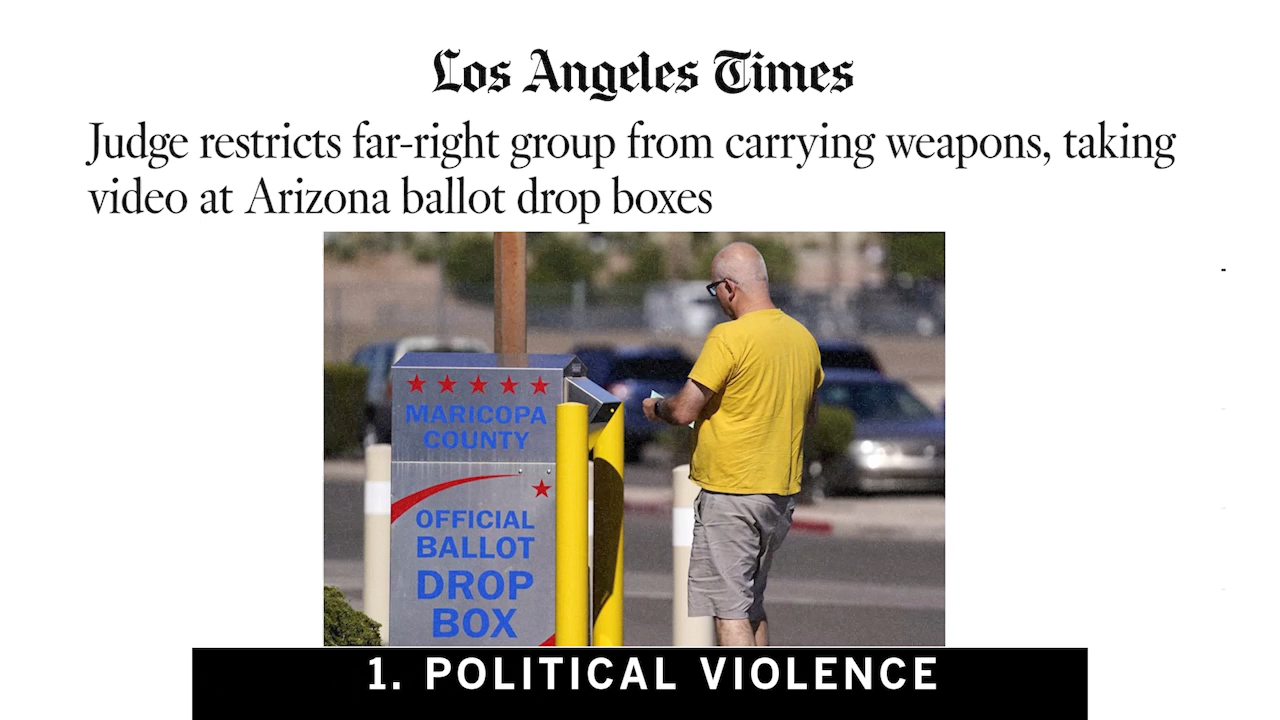 Los Angeles Times
Judge restricts far-right group from carrying weapons, taking
video at Arizona ballot drop boxes
MARICOPA
COUNTY
OFFICIAL
BALLOT
DROP
BOX
1. POLITICAL VIOLENCE